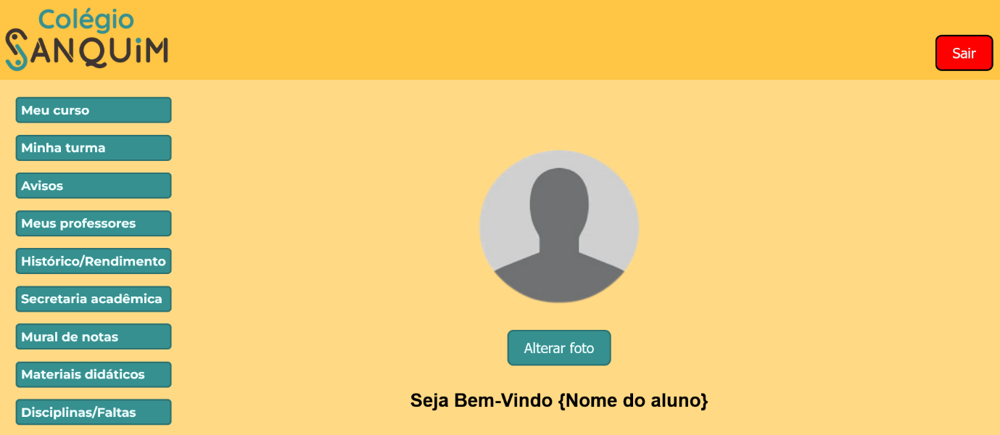 Colégio
SANQUiM
Sair
Meu curso
Minha turma
Avisos
Meus professores
Histórico/Rendimento
Secretaria acadêmica
Mural de notas
Materiais didáticos
Disciplinas/Faltas
Alterar foto
Seja Bem-Vindo {Nome do aluno}